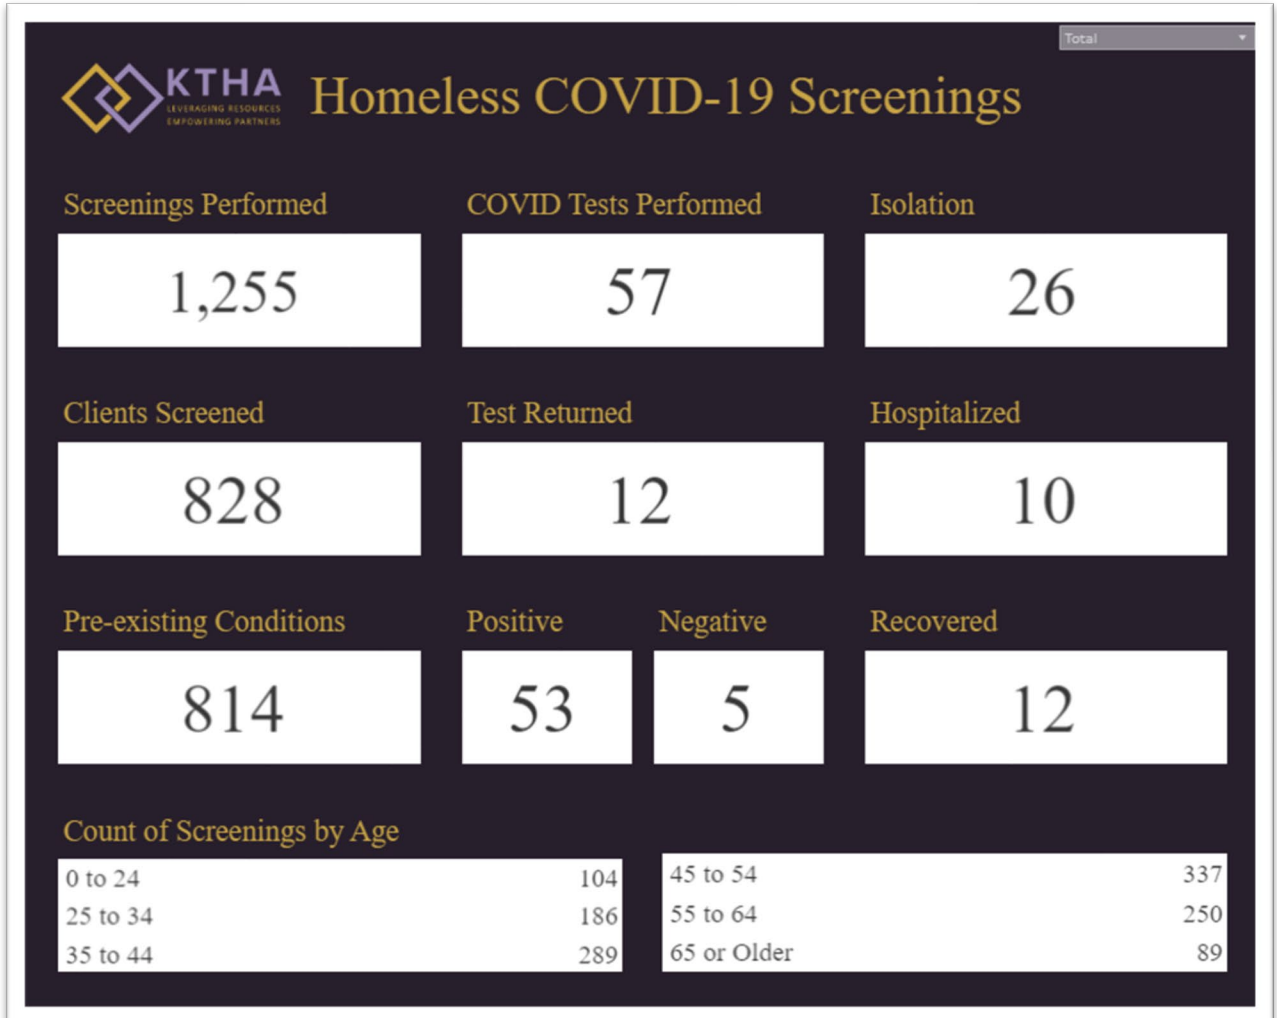 Total
KTHA
LEVERAGING RESOURCES
EMPOWERING PARTNERS
Homeless COVID-19 Screenings
Screenings Performed
COVID Tests Performed
Isolation
1,255
57
26
Clients Screened
Test Returned
Hospitalized
828
12
10
Pre-existing Conditions
Positive
Negative
Recovered
814
53
5
12
Count of Screenings by Age
0 to 24 104
25 to 34 186
35 to 44 289
45 to 54 337
55 to 64 250
65 or Older 89